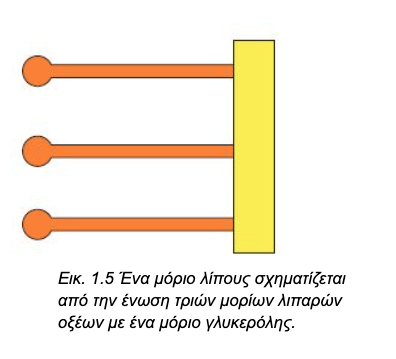 Εικ. 1.5 Ένα μόριο λίπους σχηματίζεται
από την ένωση τριών μορίων λιπαρών
οξέων με ένα μόριο γλυκερόλης.